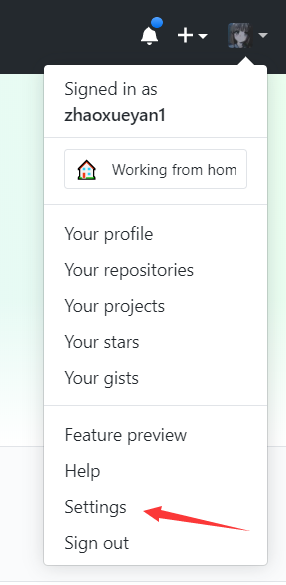 Signed in as
zhaoxueyan1
Working from hom
Your profile
Your repositories
Your projects
Your stars
Your gists
Feature preview
Help
Settings
Sign out